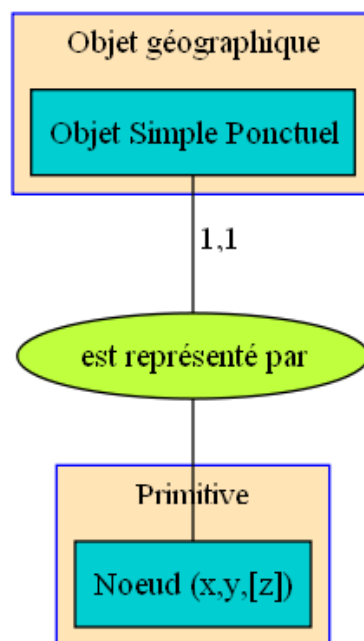 Objet géographique
Objet Simple Ponctuel
1,1
est représenté par
Primitive
Noeud (x,y,[z])